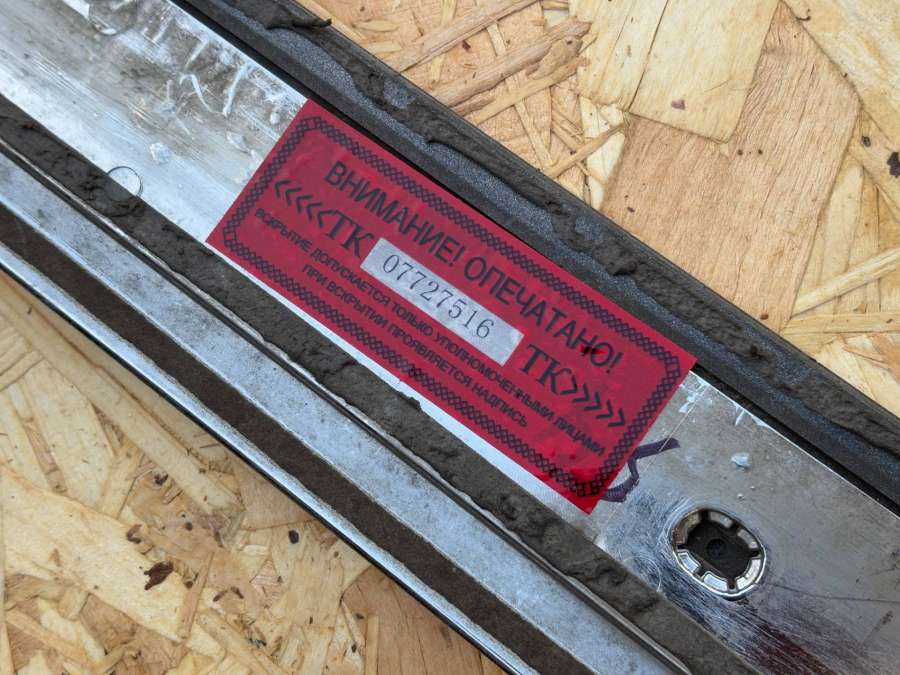 ВНИМАНИЕ! ОПЕЧАТАНО!
<<<<<ТК 07727516 ТК>>>>>
ВСКРЫТИЕ ДОПУСКАЕТСЯ ТОЛЬКО УПОЛНОМОЧЕННЫМИ ЛИЦАМИ
ПРИ ВСКРЫТИИ ПРОЯВЛЯЕТСЯ НАДПИСЬ